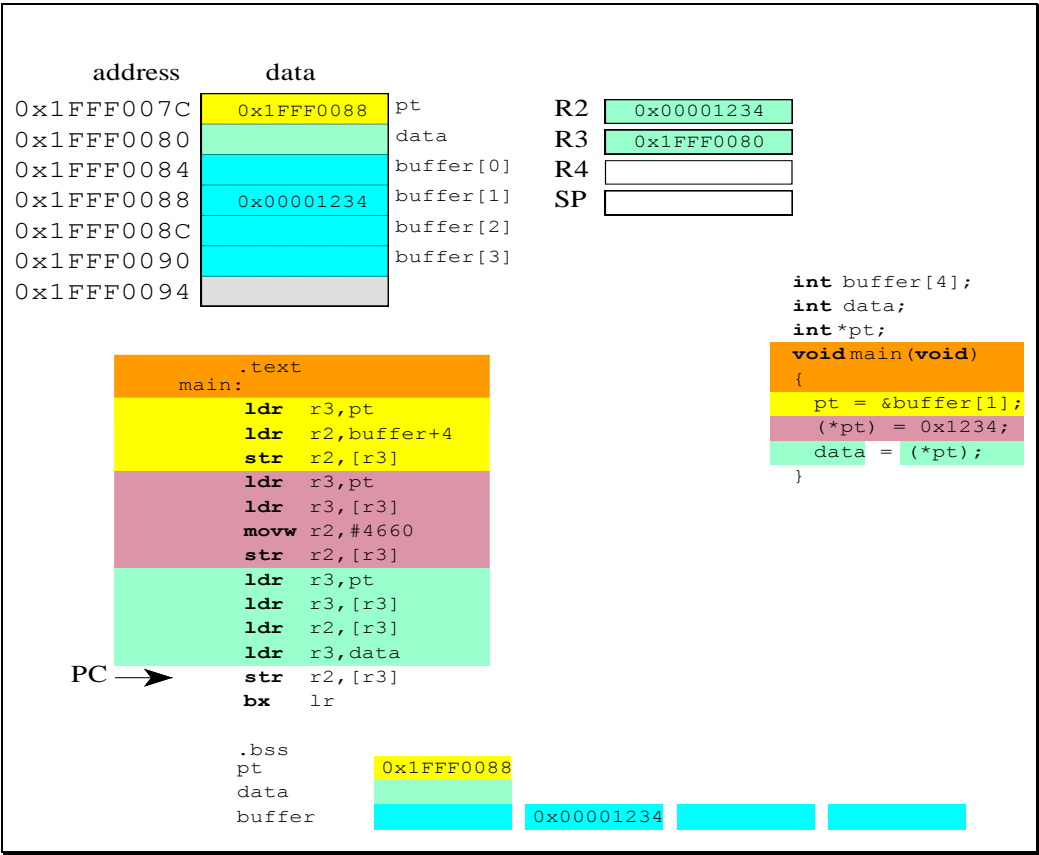 address data
0x1FFF007C 0x1FFF0088 pt
0x1FFF0080 data
0x1FFF0084 buffer[0]
0x1FFF0088 0x00001234 buffer[1]
0x1FFF008C buffer[2]
0x1FFF0090 buffer[3]
0x1FFF0094
R2 0x00001234
R3 0x1FFF0080
R4
SP
int buffer[4];
int data;
int *pt;
void main(void)
{
pt = &buffer[1];
(*pt) = 0x1234;
data = (*pt);
}
.text
main:
ldr r3,pt
ldr r2,buffer+4
str r2,[r3]
ldr r3,pt
ldr r3,[r3]
movw r2,#4660
str r2,[r3]
ldr r3,pt
ldr r3,[r3]
ldr r2,[r3]
ldr r3,data
PC str r2,[r3]
bx lr
.bss
pt 0x1FFF0088
data
buffer 0x00001234